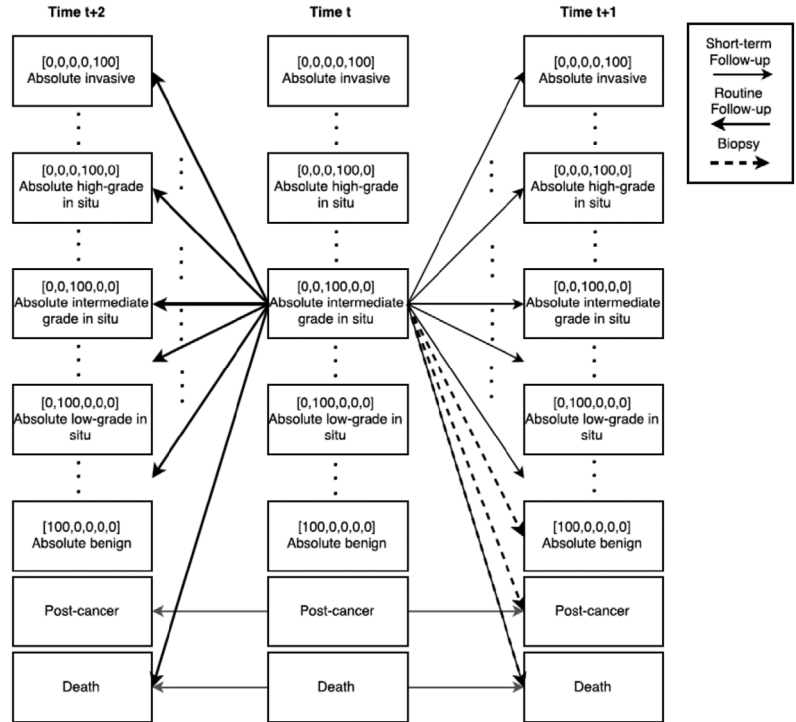 Time t+2
Time t
Time t+1
[0,0,0,0,100]
Absolute invasive
[0,0,0,0,100]
Absolute invasive
[0,0,0,0,100]
Absolute invasive
Short-term
Follow-up
Routine
Follow-up
Biopsy
[0,0,0,100,0]
Absolute high-grade
in situ
[0,0,0,100,0]
Absolute high-grade
in situ
[0,0,0,100,0]
Absolute high-grade
in situ
[0,0,100,0,0]
Absolute intermediate
grade in situ
[0,0,100,0,0]
Absolute intermediate
grade in situ
[0,0,100,0,0]
Absolute intermediate
grade in situ
[0,100,0,0,0]
Absolute low-grade in
situ
[0,100,0,0,0]
Absolute low-grade in
situ
[0,100,0,0,0]
Absolute low-grade in
situ
[100,0,0,0,0]
Absolute benign
[100,0,0,0,0]
Absolute benign
[100,0,0,0,0]
Absolute benign
Post-cancer
Post-cancer
Post-cancer
Death
Death
Death